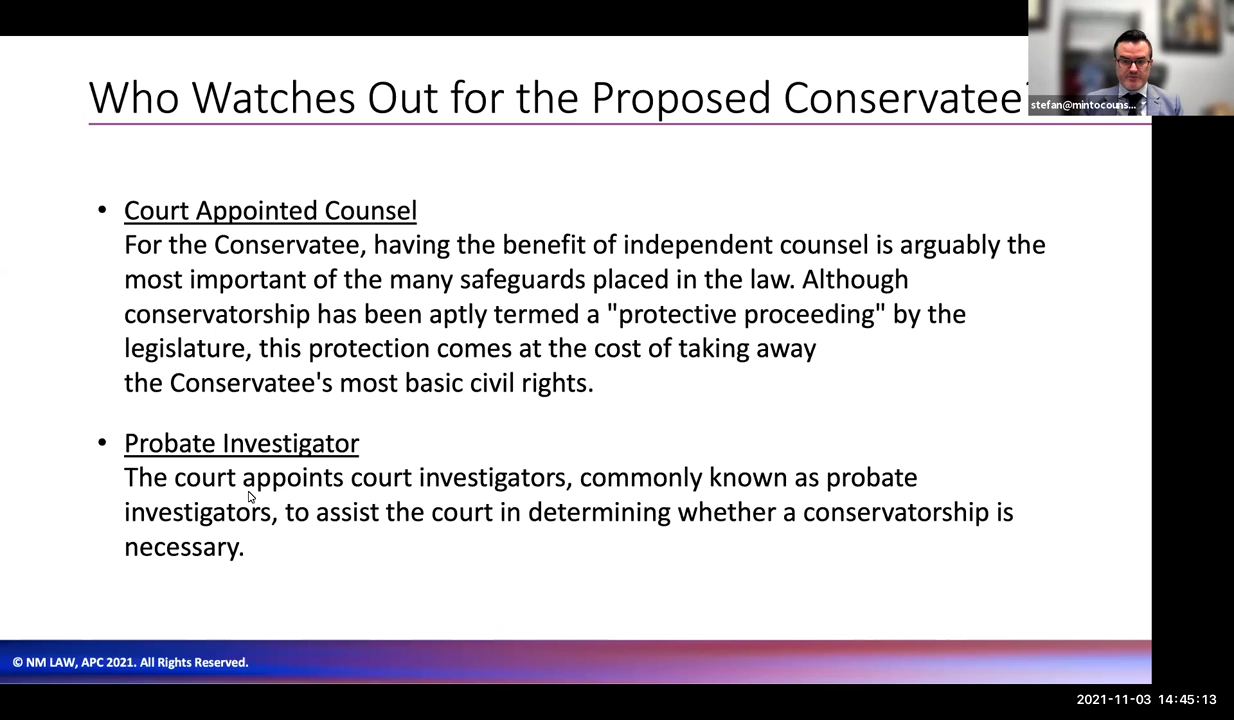 Who Watches Out for the Proposed Conservatee?
stefan@mintocouns...
• Court Appointed Counsel
For the Conservatee, having the benefit of independent counsel is arguably the
most important of the many safeguards placed in the law. Although
conservatorship has been aptly termed a "protective proceeding" by the
legislature, this protection comes at the cost of taking away
the Conservatee's most basic civil rights.
• Probate Investigator
The court appoints court investigators, commonly known as probate
investigators, to assist the court in determining whether a conservatorship is
necessary.
© NM LAW, APC 2021. All Rights Reserved.
2021-11-03 14:45:13